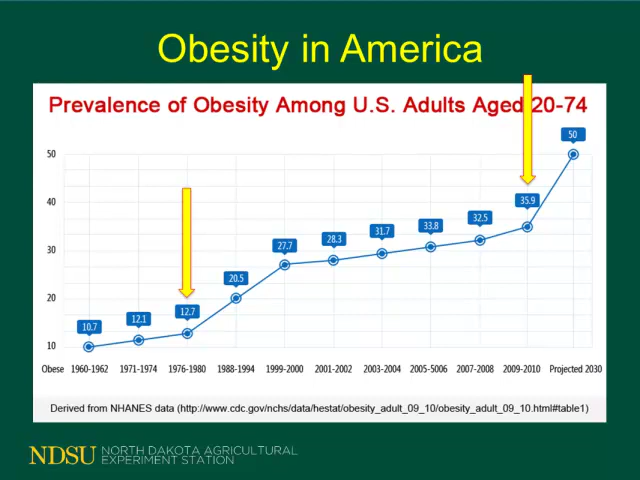 Obesity in America
Prevalence of Obesity Among U.S. Adults Aged 20-74
50
50
40
35.9
33.8
32.5
31.7
28.3
27.7
30
20.5
20
12.7
12.1
10.7
10
Obese 1960-1962 1971-1974 1976-1980 1988-1994 1999-2000 2001-2002 2003-2004 2005-5006 2007-2008 2009-2010 Projected 2030
Derived from NHANES data (http://www.cdc.gov/nchs/data/hestat/obesity_adult_09_10/obesity_adult_09_10.html#table1)
NDSU NORTH DAKOTA AGRICULTURAL
EXPERIMENT STATION